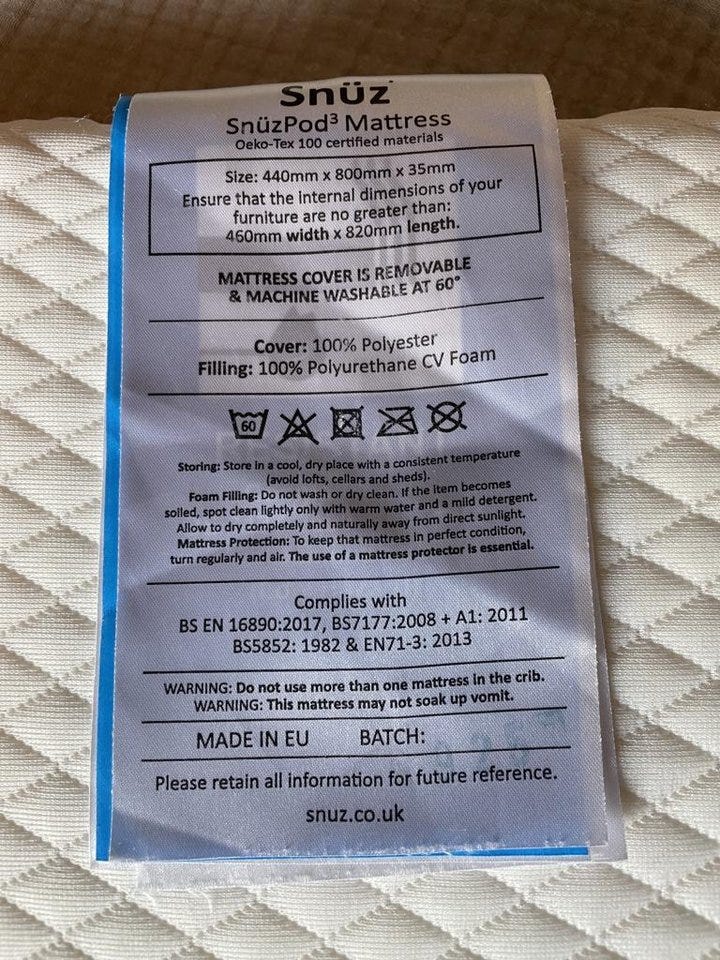 Snüz
SnüzPod³ Mattress
Oeko-Tex 100 certified materials
Size: 440mm x 800mm x 35mm
Ensure that the internal dimensions of your
furniture are no greater than:
460mm width x 820mm length.
MATTRESS COVER IS REMOVABLE
& MACHINE WASHABLE AT 60°
Cover: 100% Polyester
Filling: 100% Polyurethane CV Foam
60
Storing: Store in a cool, dry place with a consistent temperature
(avoid lofts, cellars and sheds).
Foam Filling: Do not wash or dry clean. If the item becomes
soiled, spot clean lightly only with warm water and a mild detergent.
Allow to dry completely and naturally away from direct sunlight.
Mattress Protection: To keep that mattress in perfect condition,
turn regularly and air. The use of a mattress protector is essential.
Complies with
BS EN 16890:2017, BS7177:2008 + A1: 2011
BS5852: 1982 & EN71-3: 2013
WARNING: Do not use more than one mattress in the crib.
WARNING: This mattress may not soak up vomit.
MADE IN EU BATCH:
Please retain all information for future reference.
snuz.co.uk